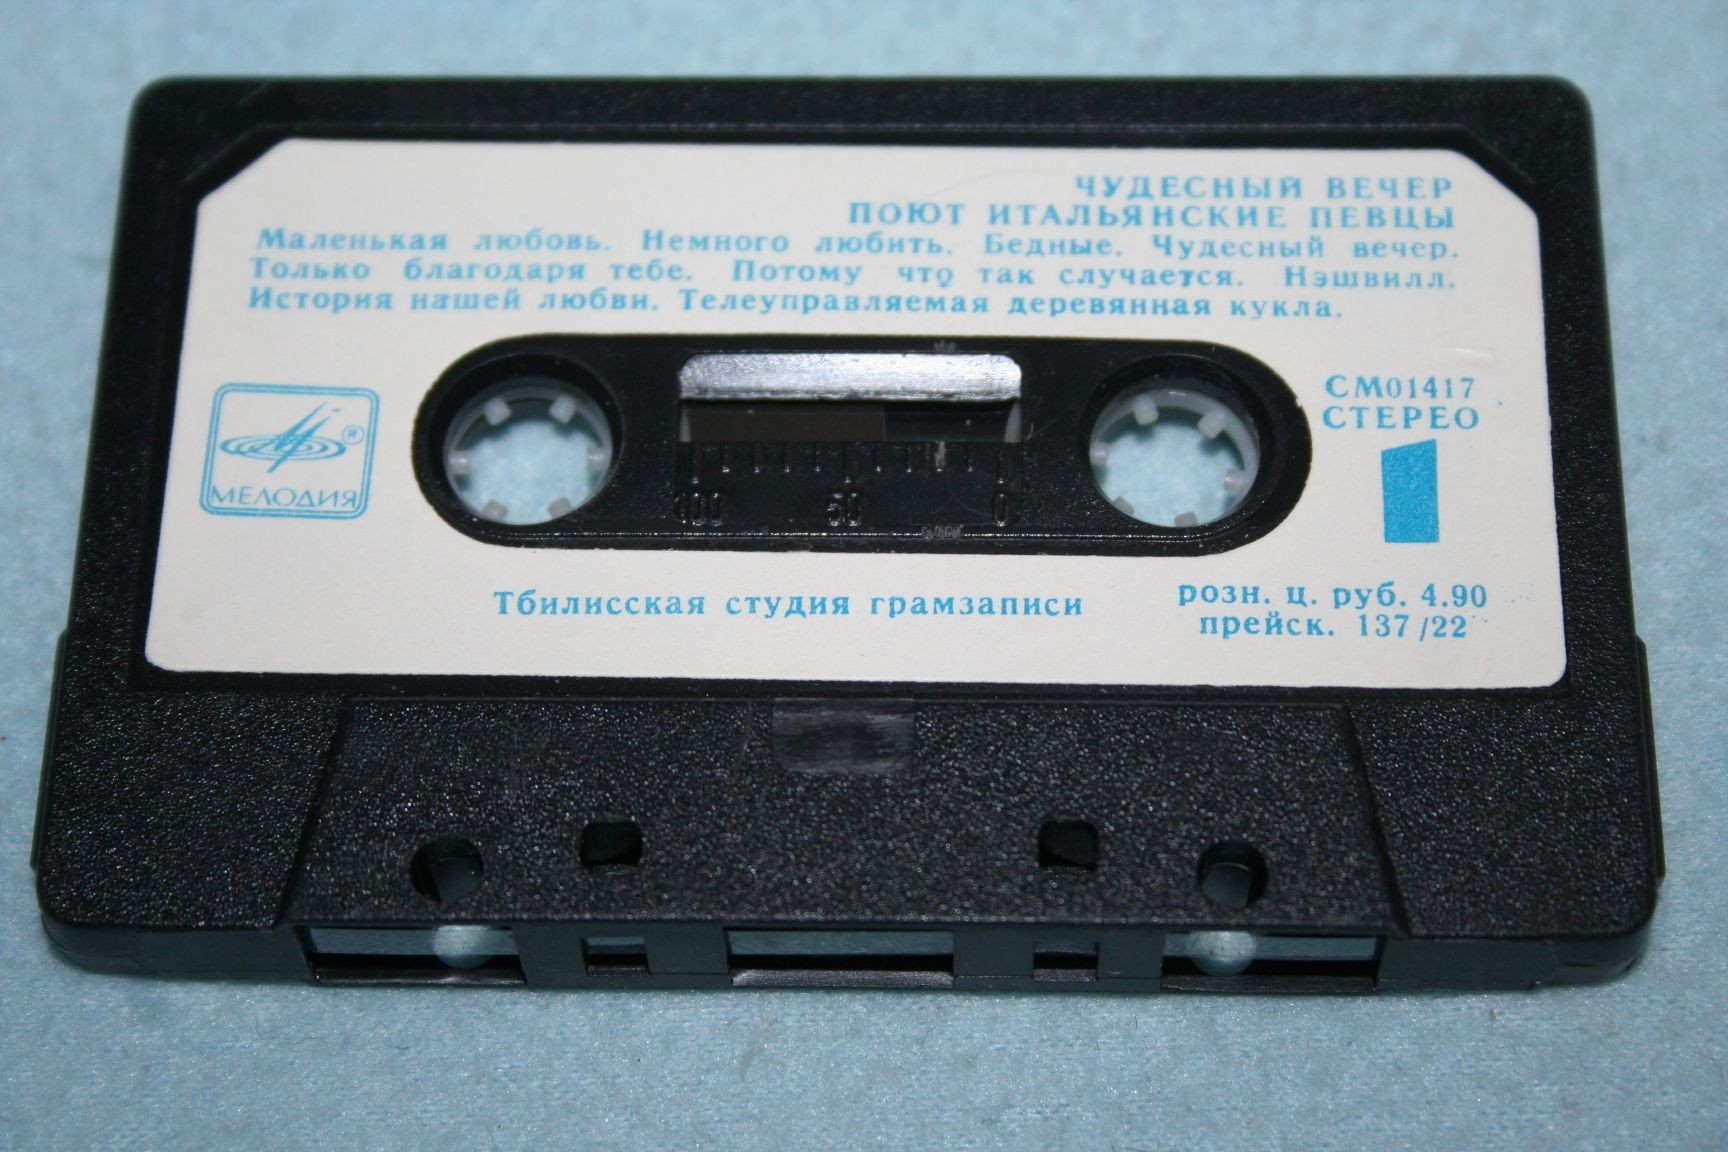 ЧУДЕСНЫЙ ВЕЧЕР
ПОЮТ ИТАЛЬЯНСКИЕ ПЕВЦЫ
Маленькая любовь. Немного любить. Бедные. Чудесный вечер.
Только благодаря тебе. Потому что так случается. Нэшвилл.
История нашей любви. Телеуправляемая деревянная кукла.
СМ01417
СТЕРЕО
1
МЕЛОДИЯ
®
100 50 0
Тбилисская студия грамзаписи
розн. ц. руб. 4.90
прейск. 137/22